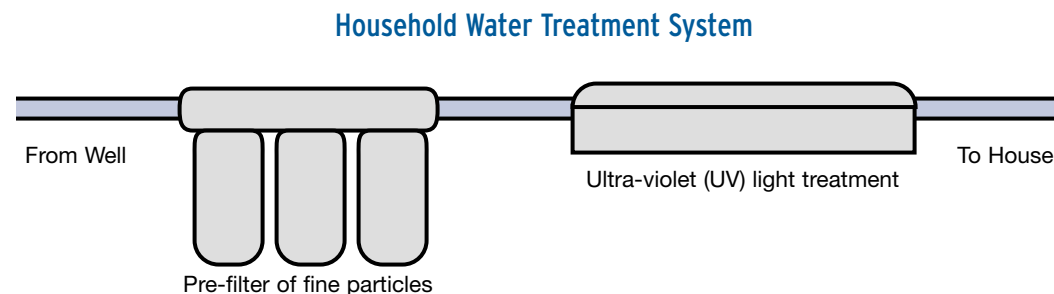 Household Water Treatment System
From Well
To House
Ultra-violet (UV) light treatment
Pre-filter of fine particles